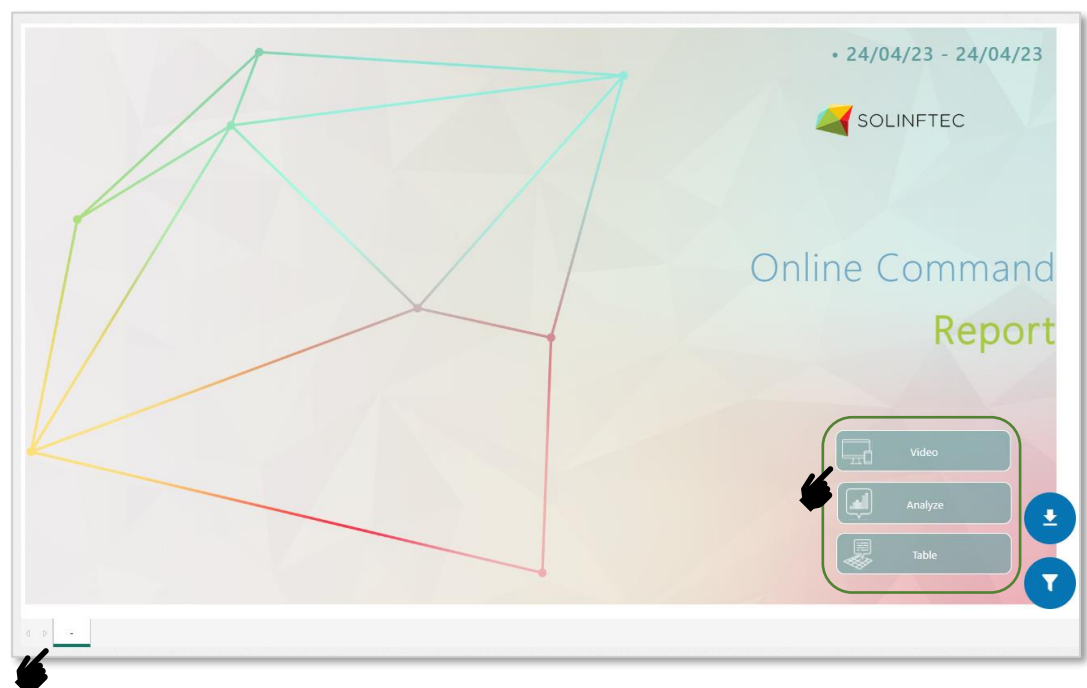 • 24/04/23 - 24/04/23
SOLINFTEC
Online Command
Report
Video
Analyze
Table
-